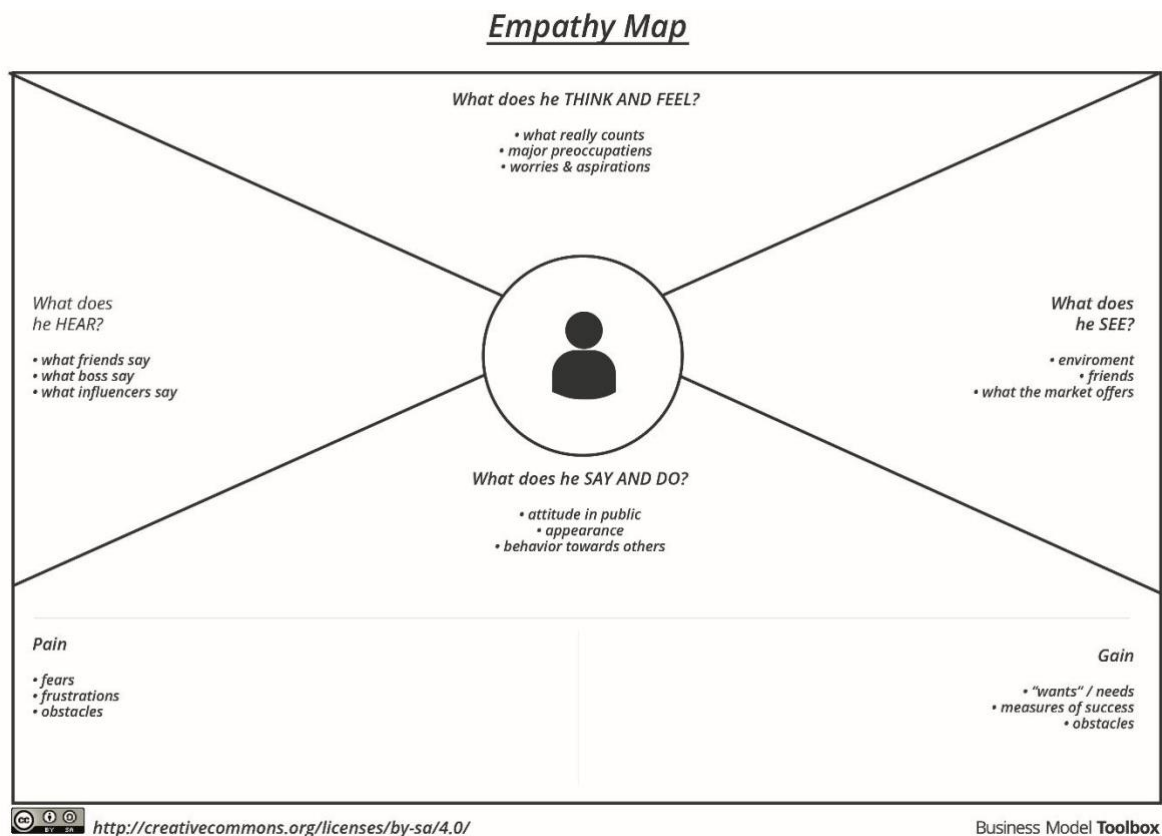 Empathy Map
What does he THINK AND FEEL?
• what really counts
• major preoccupatiens
• worries & aspirations
What does
he HEAR?
• what friends say
• what boss say
• what influencers say
What does
he SEE?
• enviroment
• friends
• what the market offers
What does he SAY AND DO?
• attitude in public
• appearance
• behavior towards others
Pain
• fears
• frustrations
• obstacles
Gain
• “wants” / needs
• measures of success
• obstacles
cc BY SA
http://creativecommons.org/licenses/by-sa/4.0/
Business Model Toolbox